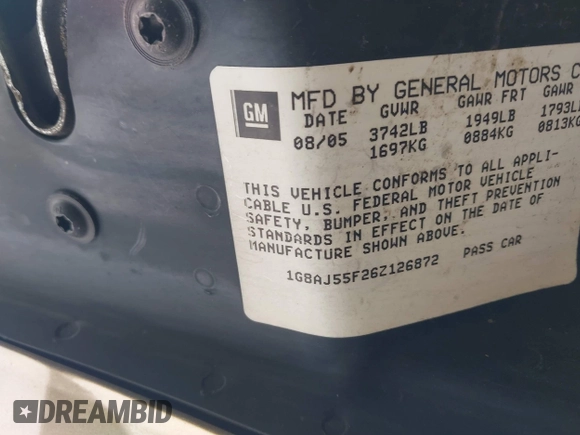 GM
MFD BY GENERAL MOTORS C
DATE GVWR GAWR FRT GAWR
08/05 3742LB 1949LB 1793LB
1697KG 0884KG 0813KG
THIS VEHICLE CONFORMS TO ALL APPLI-
CABLE U.S. FEDERAL MOTOR VEHICLE
SAFETY, BUMPER, AND THEFT PREVENTION
STANDARDS IN EFFECT ON THE DATE OF
MANUFACTURE SHOWN ABOVE.
1G8AJ55F26Z126872 PASS CAR
DREAMBID